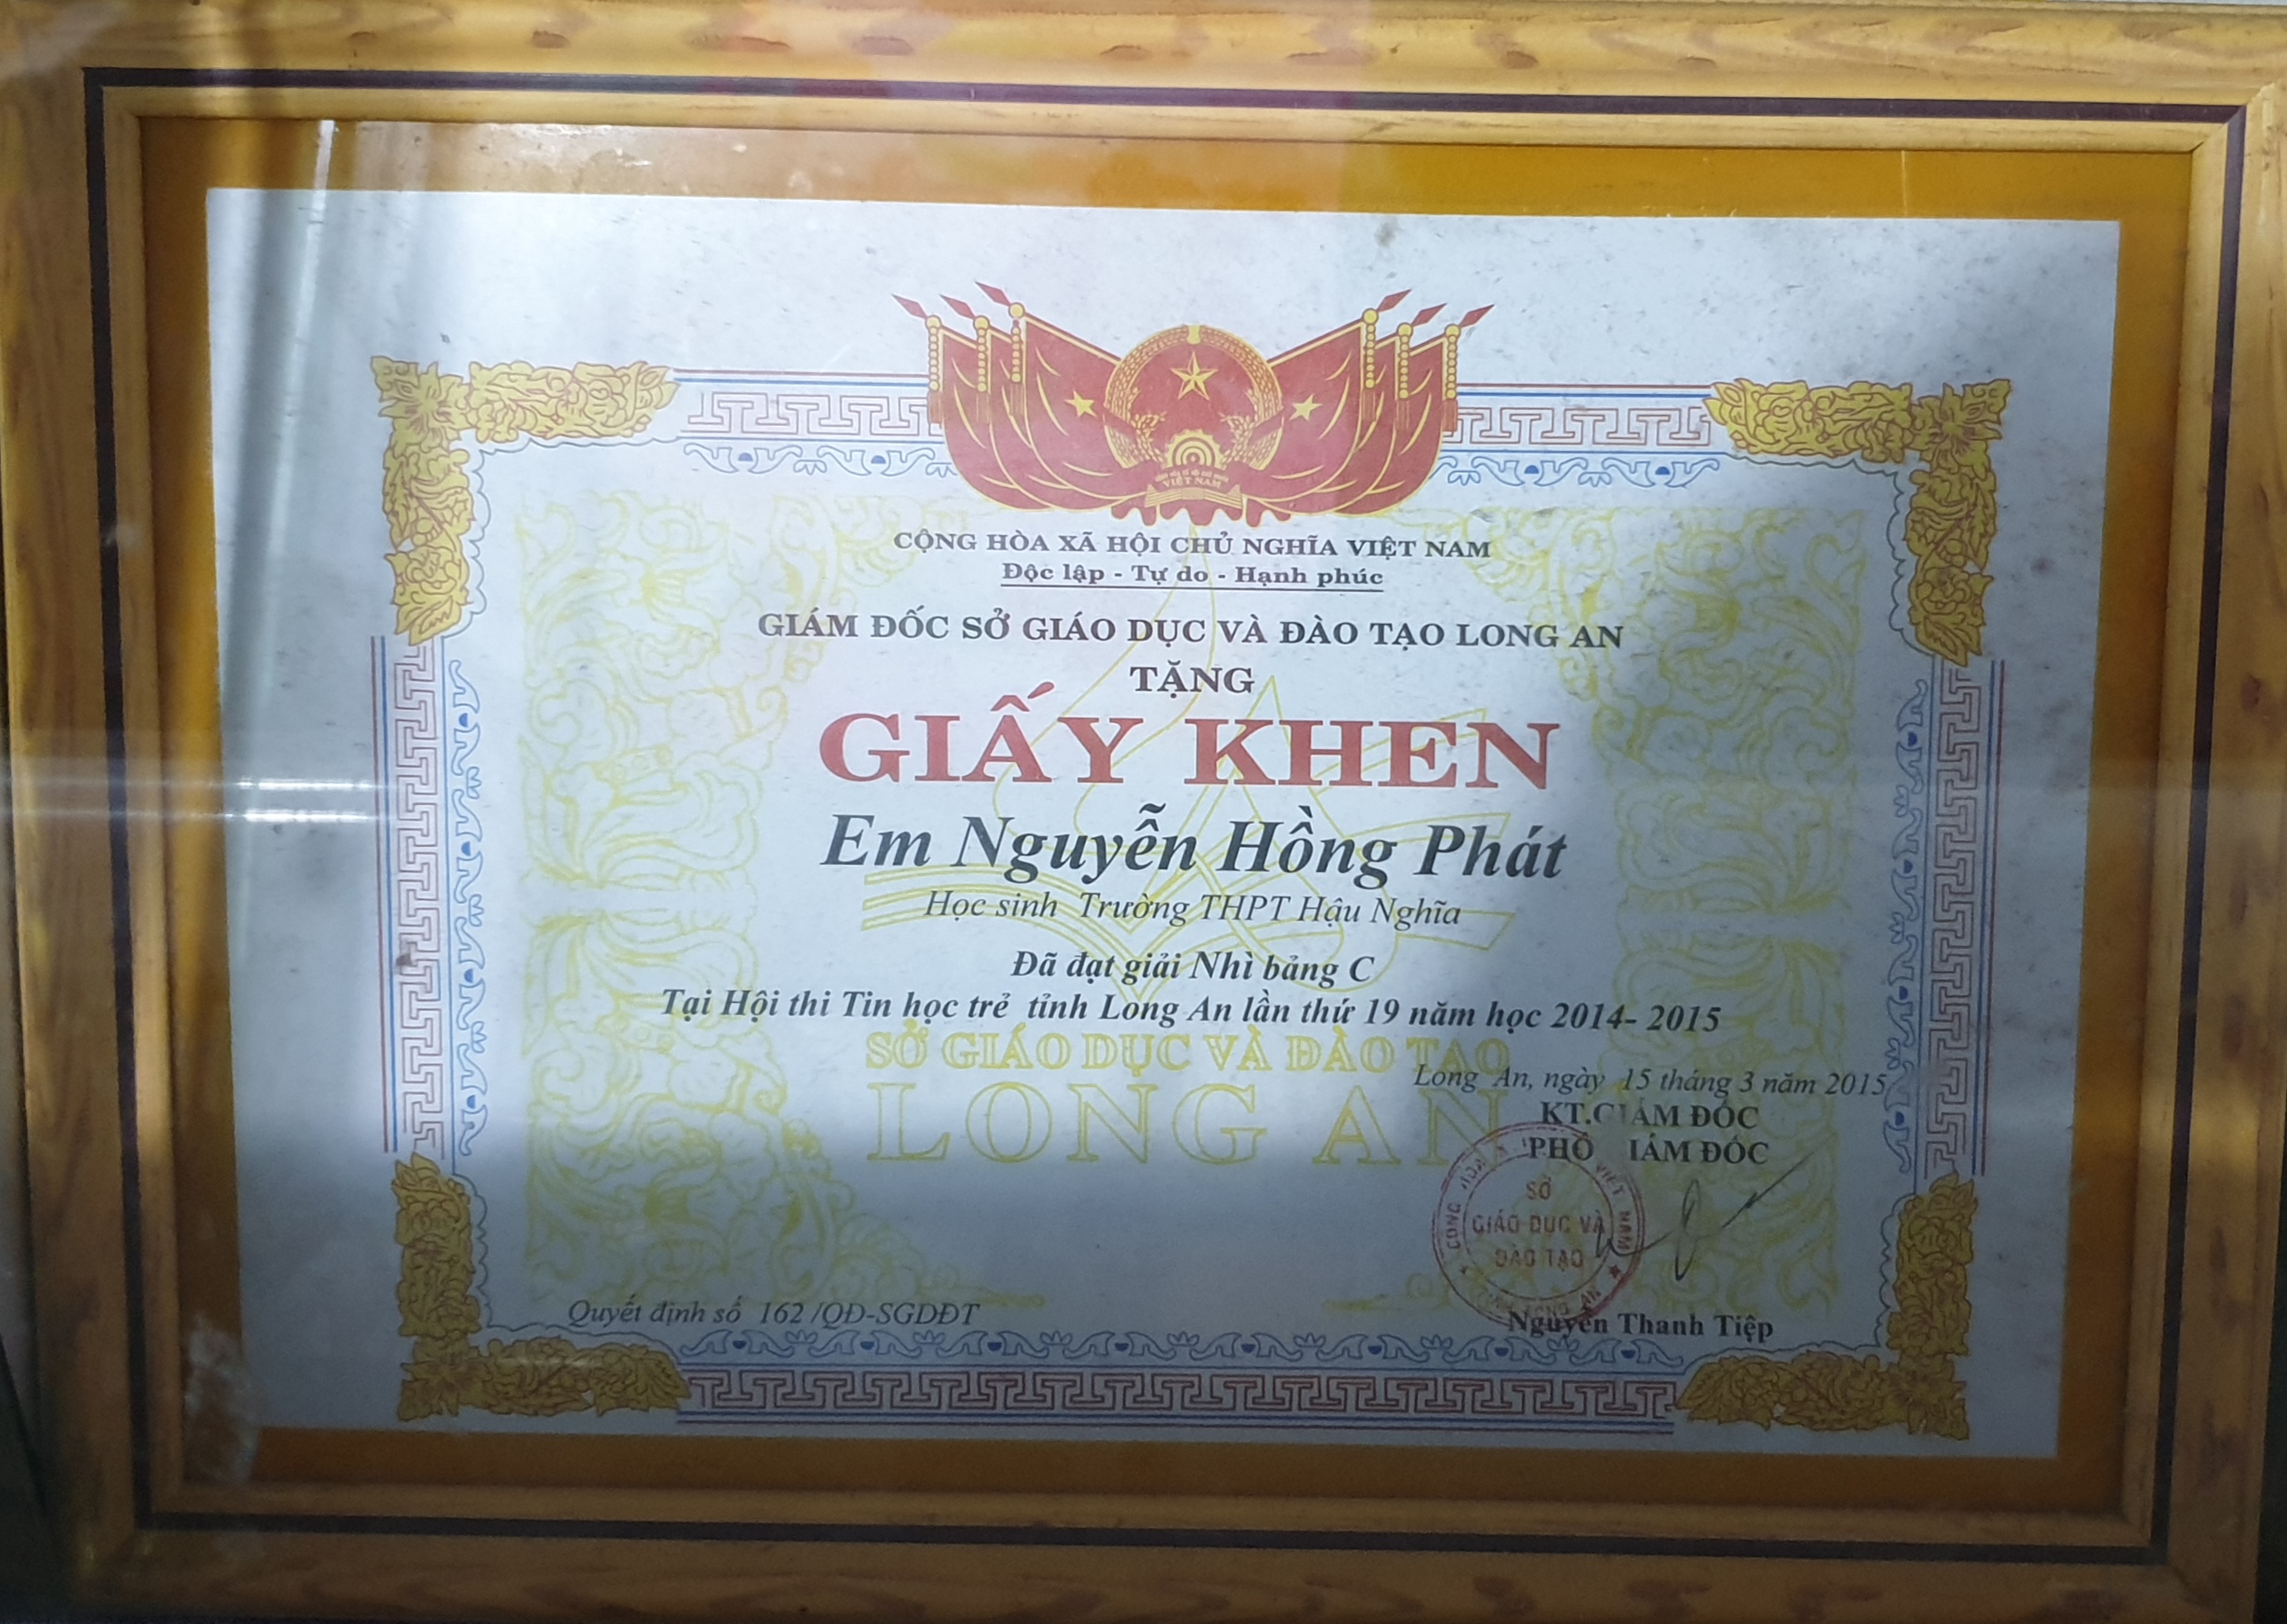 CỘNG HÒA XÃ HỘI CHỦ NGHĨA VIỆT NAM
Độc lập - Tự do - Hạnh phúc
GIÁM ĐỐC SỞ GIÁO DỤC VÀ ĐÀO TẠO LONG AN
TẶNG
GIẤY KHEN
Em Nguyễn Hồng Phát
Học sinh Trường THPT Hậu Nghĩa
Đã đạt giải Nhì bảng C
Tại Hội thi Tin học trẻ tỉnh Long An lần thứ 19 năm học 2014- 2015
SỞ GIÁO DỤC VÀ ĐÀO TẠO
LONG AN
Long An, ngày 15 tháng 3 năm 2015
KT.GIÁM ĐỐC
PHÓ GIÁM ĐỐC
SỞ
GIÁO DỤC VÀ
ĐÀO TẠO
Quyết định số 162 /QĐ-SGDĐT
Nguyễn Thanh Tiệp
VIỆT NAM